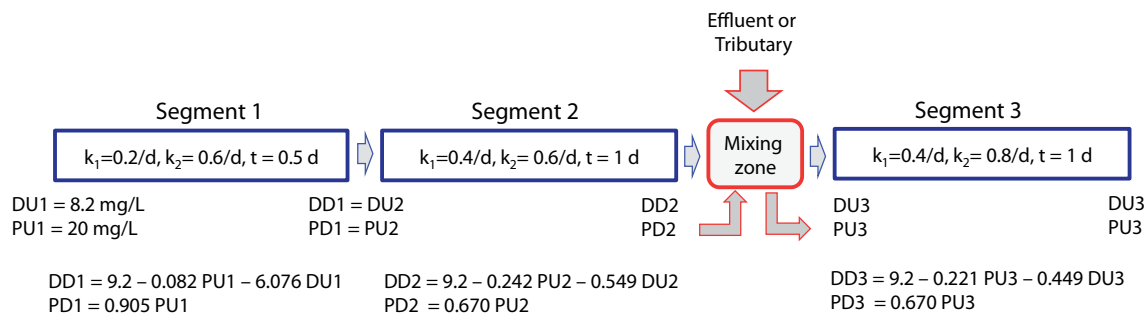 Effluent or
Tributary
Segment 1
Segment 2
Segment 3
k₁=0.2/d, k₂= 0.6/d, t = 0.5 d
k₁=0.4/d, k₂= 0.6/d, t = 1 d
Mixing
zone
k₁=0.4/d, k₂= 0.8/d, t = 1 d
DU1 = 8.2 mg/L
PU1 = 20 mg/L
DD1 = DU2
PD1 = PU2
DD2
PD2
DU3
PU3
DU3
PU3
DD1 = 9.2 – 0.082 PU1 – 6.076 DU1
PD1 = 0.905 PU1
DD2 = 9.2 – 0.242 PU2 – 0.549 DU2
PD2 = 0.670 PU2
DD3 = 9.2 – 0.221 PU3 – 0.449 DU3
PD3 = 0.670 PU3